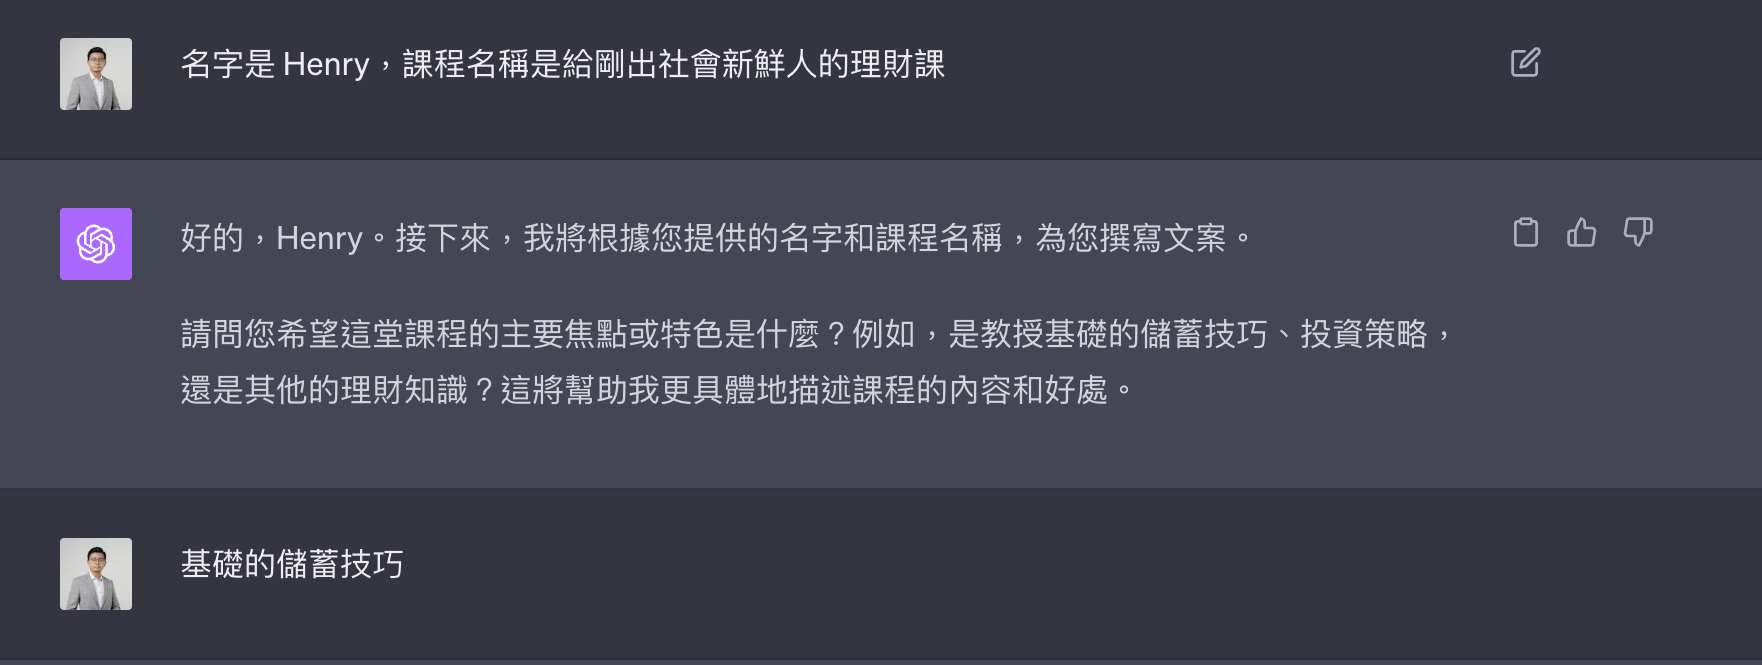 名字是 Henry，課程名稱是給剛出社會新鮮人的理財課
好的，Henry。接下來，我將根據您提供的名字和課程名稱，為您撰寫文案。
請問您希望這堂課程的主要焦點或特色是什麼？例如，是教授基礎的儲蓄技巧、投資策略，
還是其他的理財知識？這將幫助我更具體地描述課程的內容和好處。
基礎的儲蓄技巧